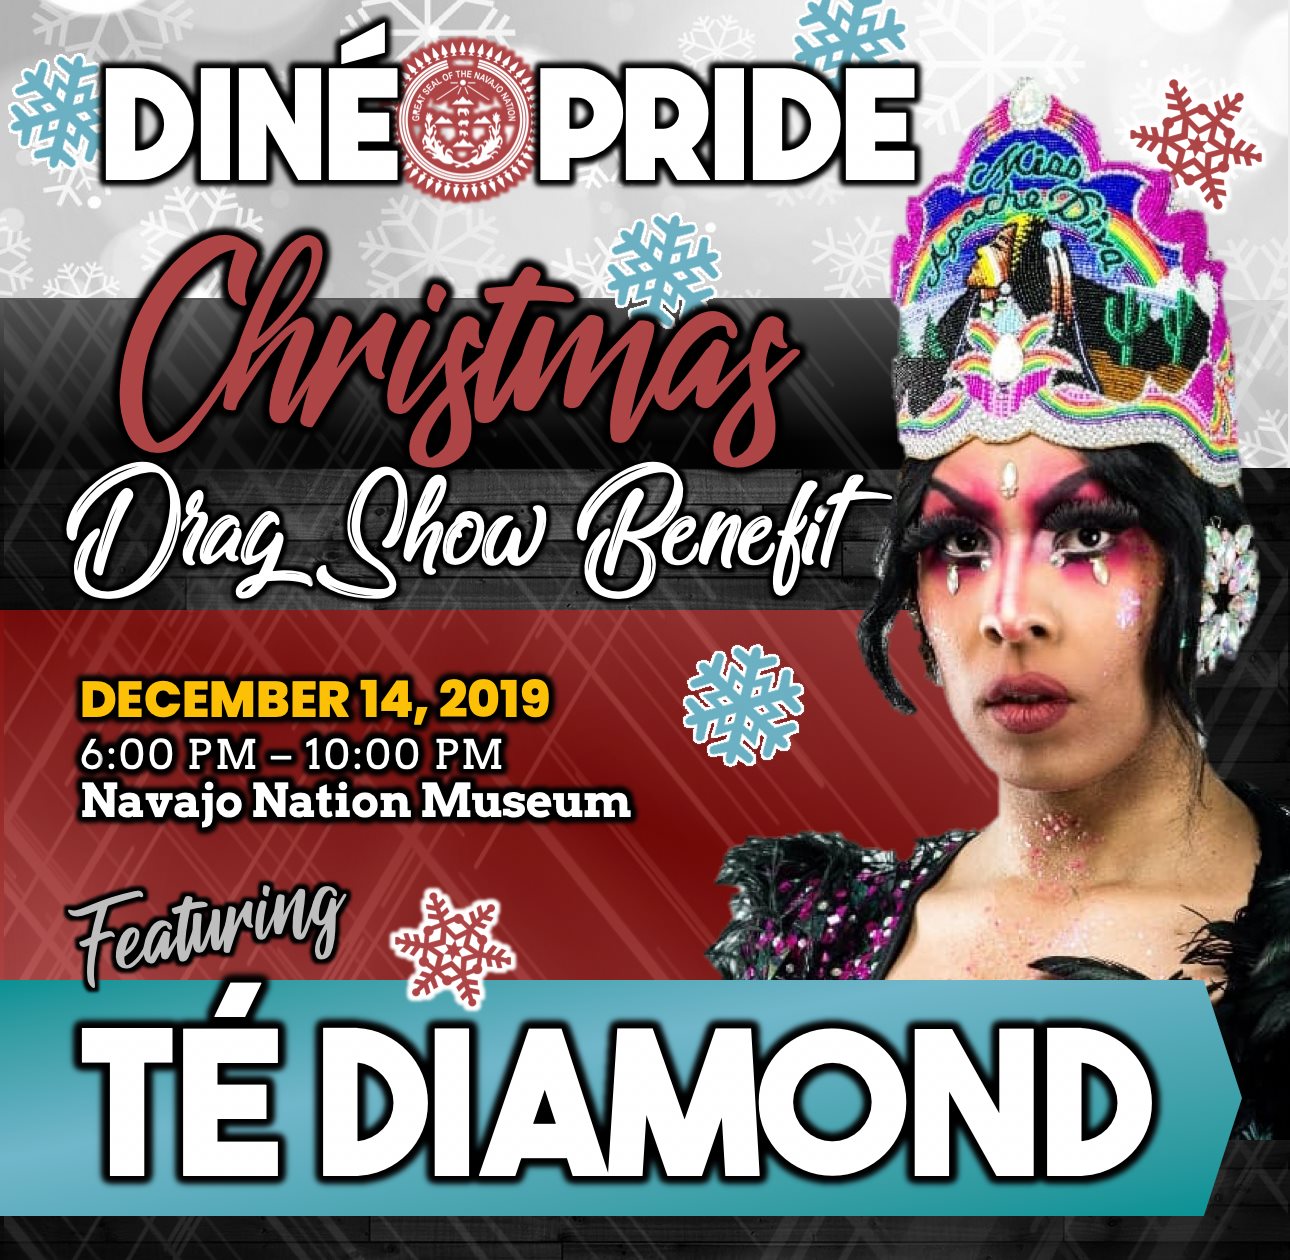 DINÉ PRIDE
GREAT SEAL OF THE NAVAJO NATION
Miss
Apache Diva
Christmas
Drag Show Benefit
DECEMBER 14, 2019
6:00 PM – 10:00 PM
Navajo Nation Museum
Featuring
TÉ DIAMOND